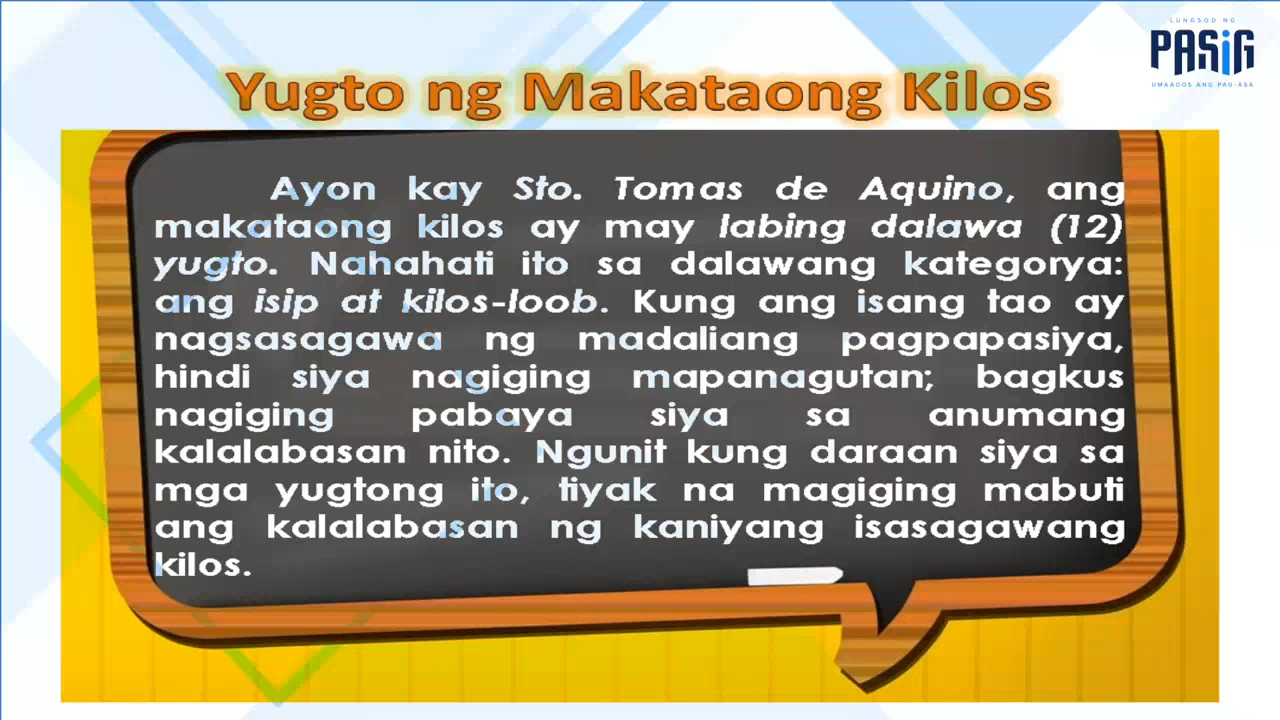 LUNGSOD NG
PASiG
UMAAGOS ANG PAG-ASA
Yugto ng Makataong Kilos
Ayon kay Sto. Tomas de Aquino, ang
makataong kilos ay may labing dalawa (12)
yugto. Nahahati ito sa dalawang kategorya:
ang isip at kilos-loob. Kung ang isang tao ay
nagsasagawa ng madaliang pagpapasiya,
hindi siya nagiging mapanagutan; bagkus
nagiging pabaya siya sa anumang
kalalabasan nito. Ngunit kung daraan siya sa
mga yugtong ito, tiyak na magiging mabuti
ang kalalabasan ng kaniyang isasagawang
kilos.